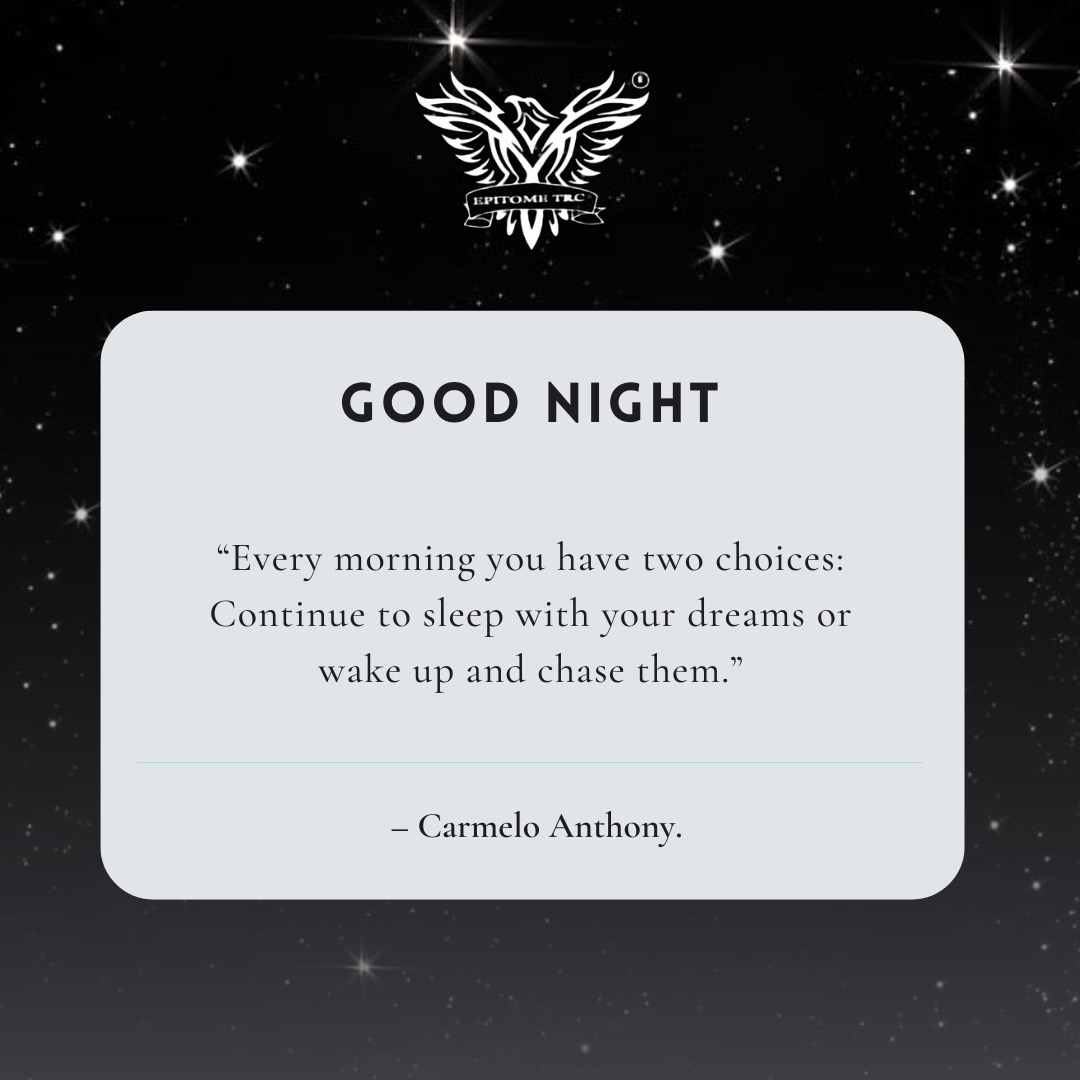 EPITOME TRC
GOOD NIGHT
“Every morning you have two choices:
Continue to sleep with your dreams or
wake up and chase them.”
– Carmelo Anthony.